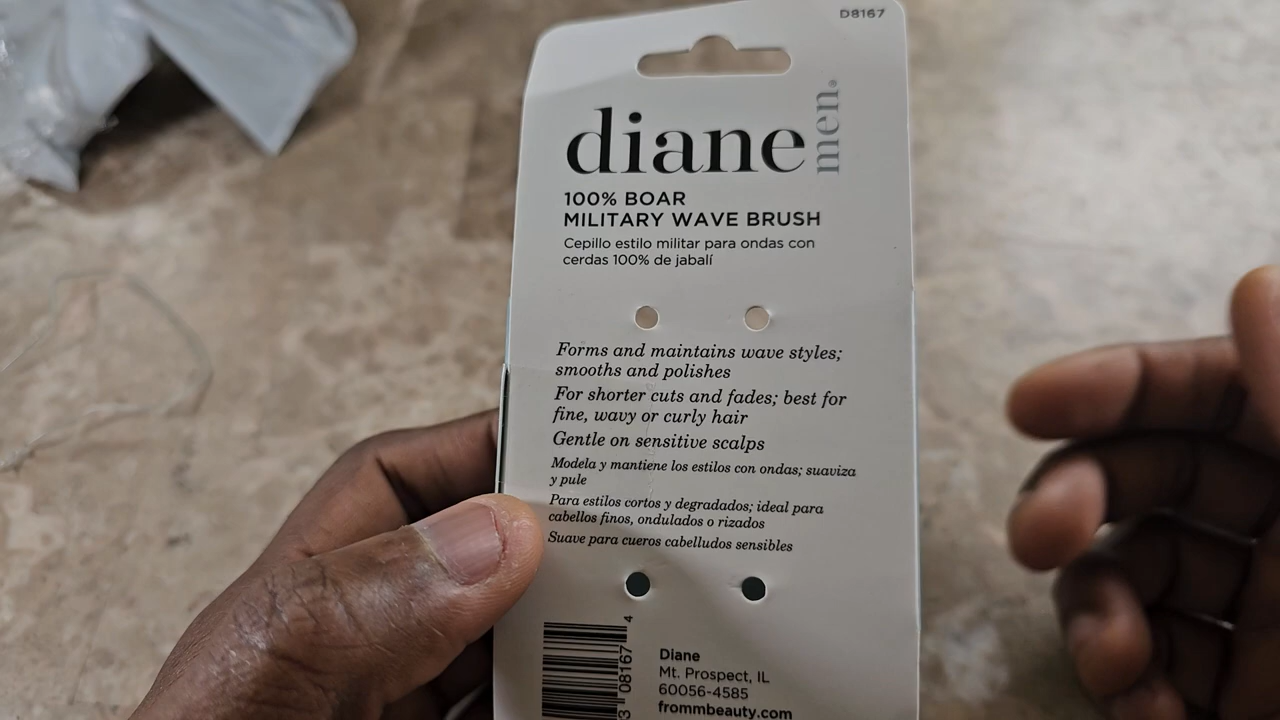 D8167
diane men®
100% BOAR
MILITARY WAVE BRUSH
Cepillo estilo militar para ondas con
cerdas 100% de jabalí
Forms and maintains wave styles;
smooths and polishes
For shorter cuts and fades; best for
fine, wavy or curly hair
Gentle on sensitive scalps
Modela y mantiene los estilos con ondas; suaviza
y pule
Para estilos cortos y degradados; ideal para
cabellos finos, ondulados o rizados
Suave para cueros cabelludos sensibles
3 08167 4
Diane
Mt. Prospect, IL
60056-4585
frommbeauty.com